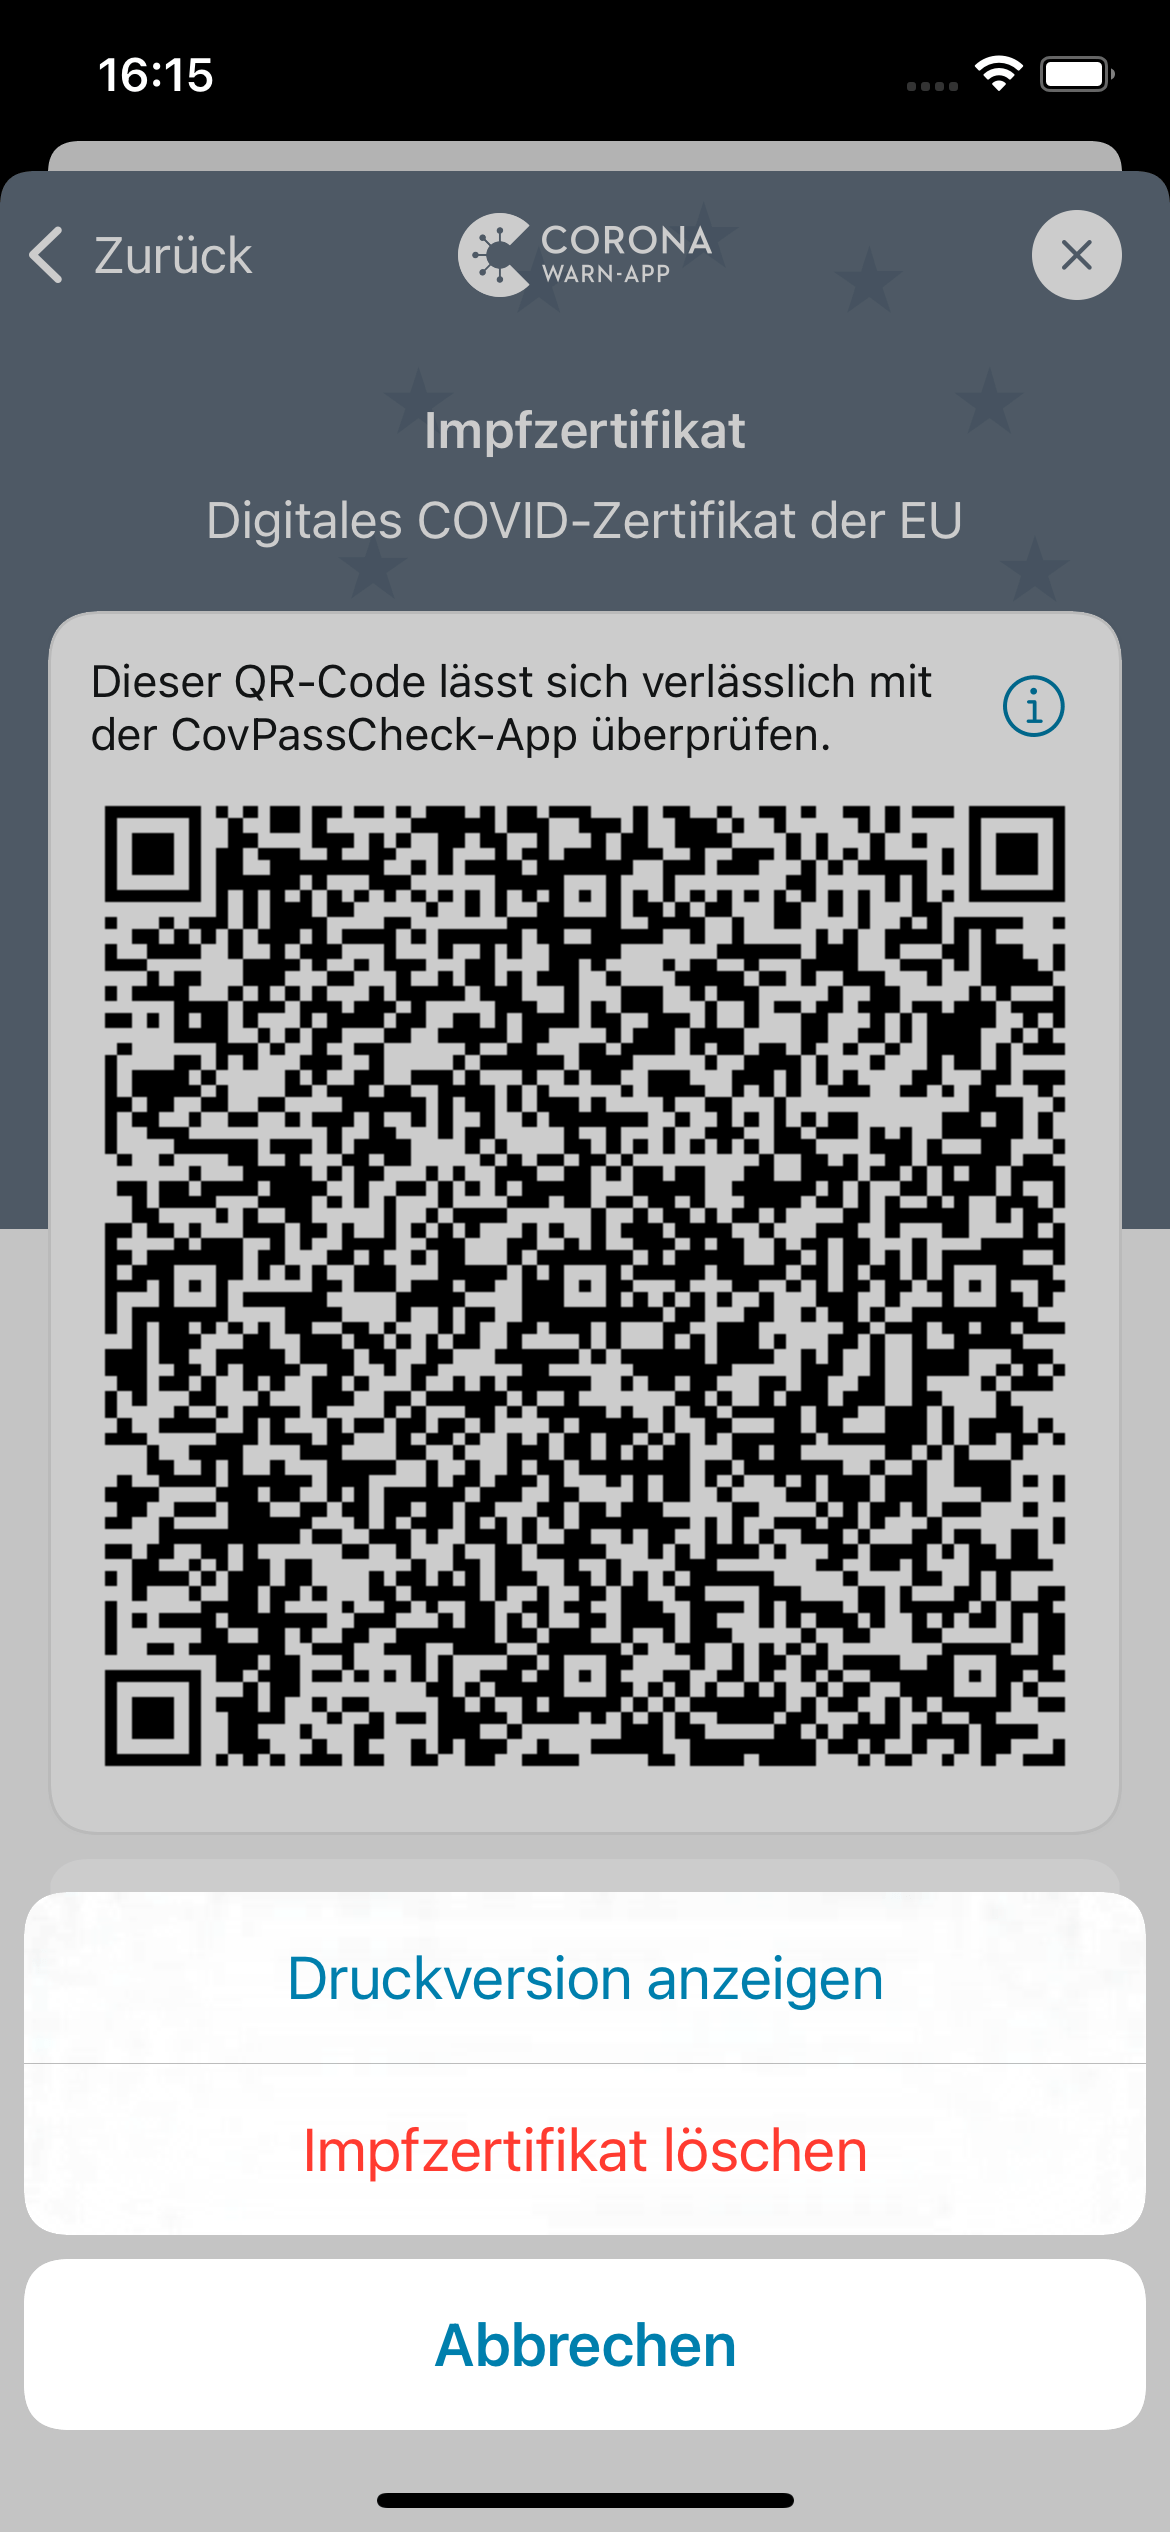 16:15
Zurück
CORONA
WARN-APP
Impfzertifikat
Digitales COVID-Zertifikat der EU
Dieser QR-Code lässt sich verlässlich mit
der CovPassCheck-App überprüfen.
Druckversion anzeigen
Impfzertifikat löschen
Abbrechen